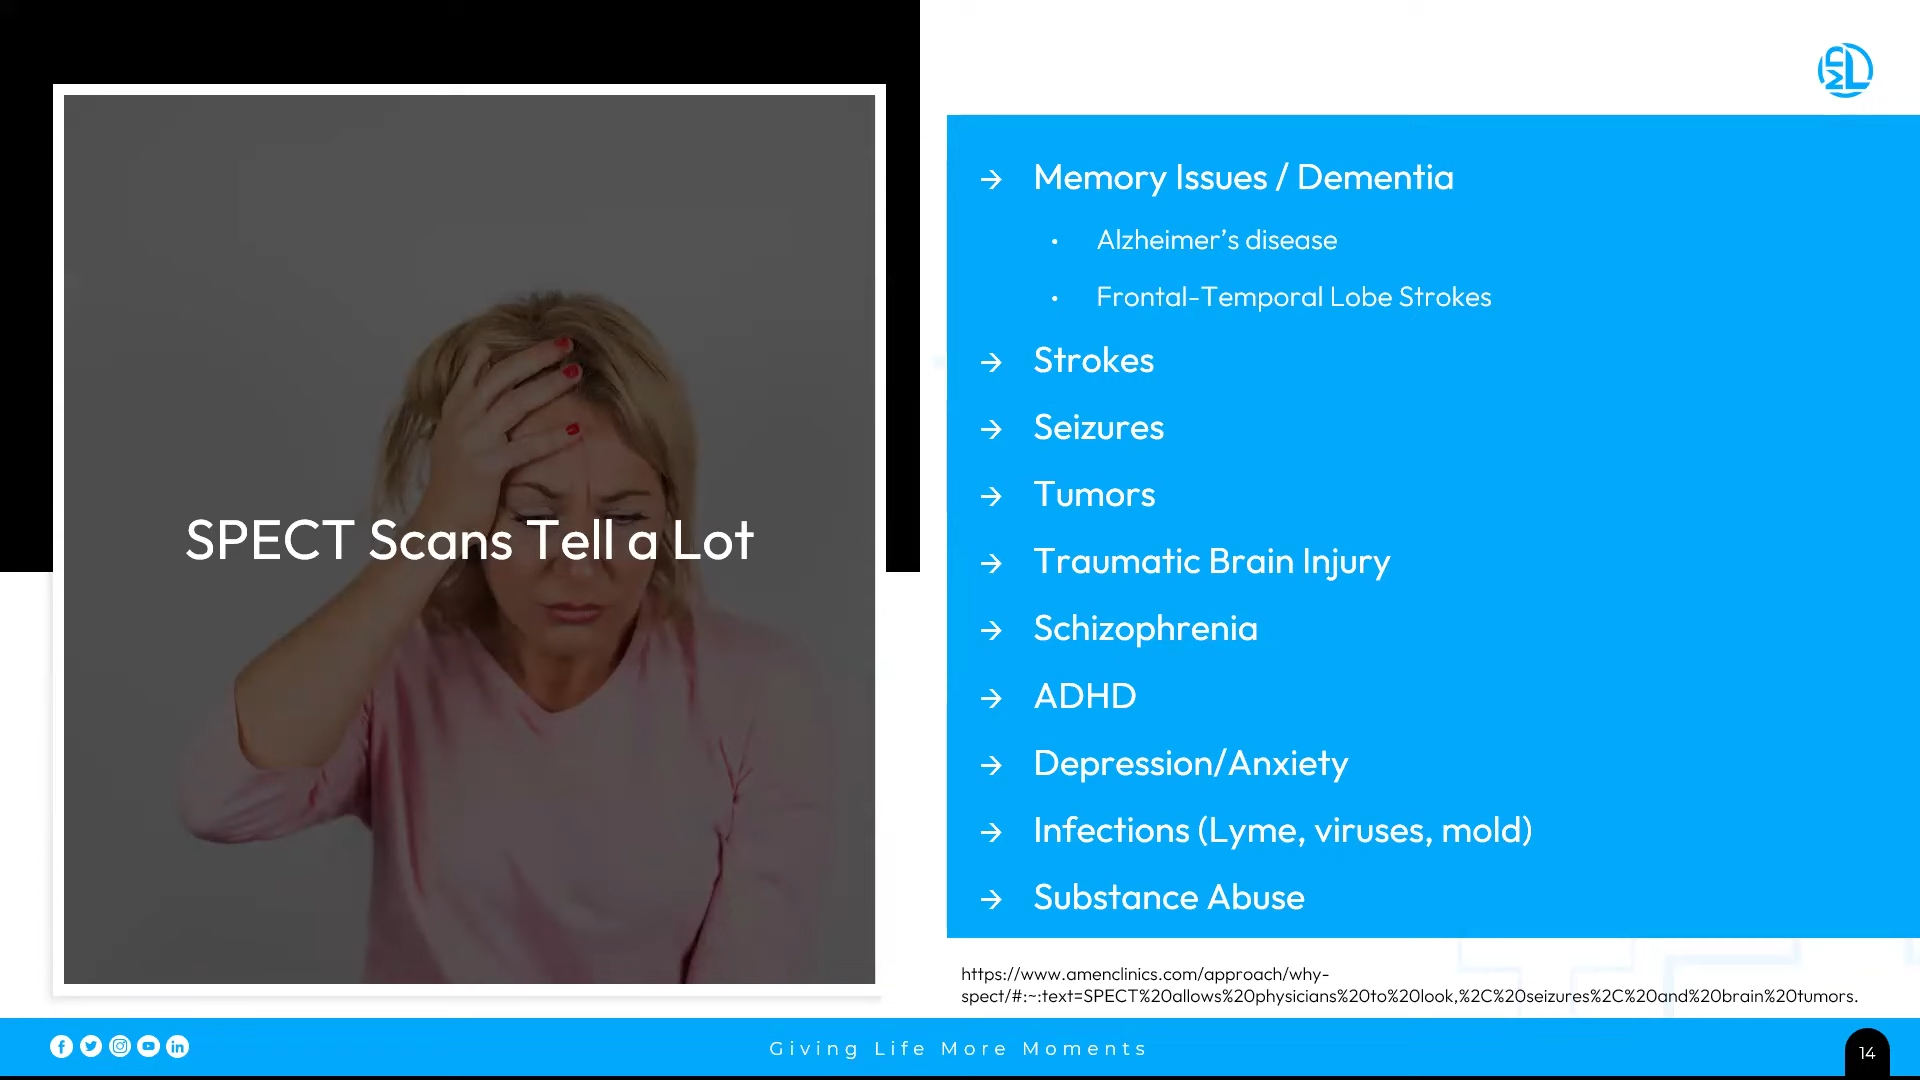 SPECT Scans Tell a Lot
Memory Issues / Dementia
Alzheimer’s disease
Frontal-Temporal Lobe Strokes
Strokes
Seizures
Tumors
Traumatic Brain Injury
Schizophrenia
ADHD
Depression/Anxiety
Infections (Lyme, viruses, mold)
Substance Abuse
https://www.amenclinics.com/approach/why-
spect/#:~:text=SPECT%20allows%20physicians%20to%20look,%2C%20seizures%2C%20and%20brain%20tumors.
Giving Life More Moments
14